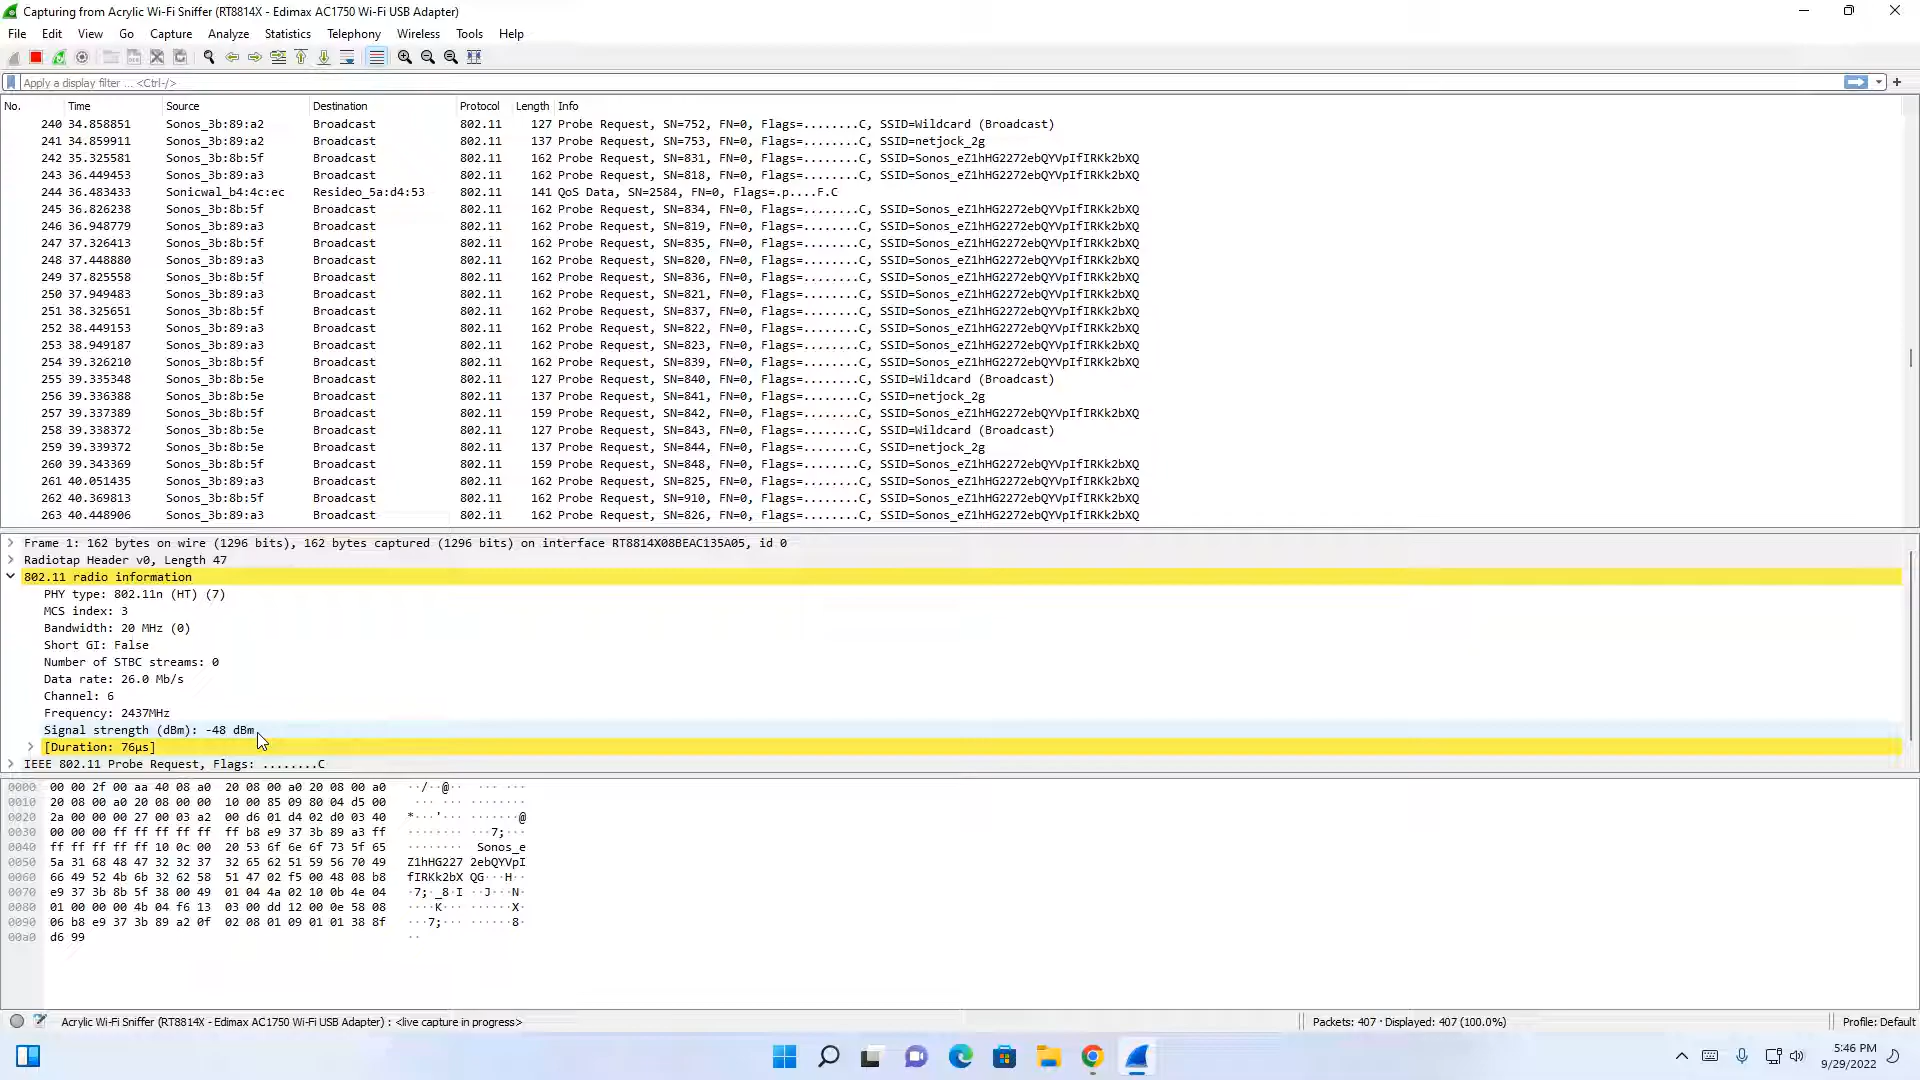 Capturing from Acrylic Wi-Fi Sniffer (RT8814X - Edimax AC1750 Wi-Fi USB Adapter)
File Edit View Go Capture Analyze Statistics Telephony Wireless Tools Help
Apply a display filter ... <Ctrl-/>
No. Time Source Destination Protocol Length Info
240 34.858851 Sonos_3b:89:a2 Broadcast 802.11 127 Probe Request, SN=752, FN=0, Flags=........C, SSID=Wildcard (Broadcast)
241 34.859911 Sonos_3b:89:a2 Broadcast 802.11 137 Probe Request, SN=753, FN=0, Flags=........C, SSID=netjock_2g
242 35.325581 Sonos_3b:8b:5f Broadcast 802.11 162 Probe Request, SN=831, FN=0, Flags=........C, SSID=Sonos_eZ1hHG2272ebQYVpIfIRKk2bXQ
243 36.449453 Sonos_3b:89:a3 Broadcast 802.11 162 Probe Request, SN=818, FN=0, Flags=........C, SSID=Sonos_eZ1hHG2272ebQYVpIfIRKk2bXQ
244 36.483433 Sonicwal_b4:4c:ec Resideo_5a:d4:53 802.11 141 QoS Data, SN=2584, FN=0, Flags=.p....F.C
245 36.826238 Sonos_3b:8b:5f Broadcast 802.11 162 Probe Request, SN=834, FN=0, Flags=........C, SSID=Sonos_eZ1hHG2272ebQYVpIfIRKk2bXQ
246 36.948779 Sonos_3b:89:a3 Broadcast 802.11 162 Probe Request, SN=819, FN=0, Flags=........C, SSID=Sonos_eZ1hHG2272ebQYVpIfIRKk2bXQ
247 37.326413 Sonos_3b:8b:5f Broadcast 802.11 162 Probe Request, SN=835, FN=0, Flags=........C, SSID=Sonos_eZ1hHG2272ebQYVpIfIRKk2bXQ
248 37.448880 Sonos_3b:89:a3 Broadcast 802.11 162 Probe Request, SN=820, FN=0, Flags=........C, SSID=Sonos_eZ1hHG2272ebQYVpIfIRKk2bXQ
249 37.825558 Sonos_3b:8b:5f Broadcast 802.11 162 Probe Request, SN=836, FN=0, Flags=........C, SSID=Sonos_eZ1hHG2272ebQYVpIfIRKk2bXQ
250 37.949483 Sonos_3b:89:a3 Broadcast 802.11 162 Probe Request, SN=821, FN=0, Flags=........C, SSID=Sonos_eZ1hHG2272ebQYVpIfIRKk2bXQ
251 38.325651 Sonos_3b:8b:5f Broadcast 802.11 162 Probe Request, SN=837, FN=0, Flags=........C, SSID=Sonos_eZ1hHG2272ebQYVpIfIRKk2bXQ
252 38.449153 Sonos_3b:89:a3 Broadcast 802.11 162 Probe Request, SN=822, FN=0, Flags=........C, SSID=Sonos_eZ1hHG2272ebQYVpIfIRKk2bXQ
253 38.949187 Sonos_3b:89:a3 Broadcast 802.11 162 Probe Request, SN=823, FN=0, Flags=........C, SSID=Sonos_eZ1hHG2272ebQYVpIfIRKk2bXQ
254 39.326210 Sonos_3b:8b:5f Broadcast 802.11 162 Probe Request, SN=839, FN=0, Flags=........C, SSID=Sonos_eZ1hHG2272ebQYVpIfIRKk2bXQ
255 39.335348 Sonos_3b:8b:5e Broadcast 802.11 127 Probe Request, SN=840, FN=0, Flags=........C, SSID=Wildcard (Broadcast)
256 39.336388 Sonos_3b:8b:5e Broadcast 802.11 137 Probe Request, SN=841, FN=0, Flags=........C, SSID=netjock_2g
257 39.337389 Sonos_3b:8b:5f Broadcast 802.11 159 Probe Request, SN=842, FN=0, Flags=........C, SSID=Sonos_eZ1hHG2272ebQYVpIfIRKk2bXQ
258 39.338372 Sonos_3b:8b:5e Broadcast 802.11 127 Probe Request, SN=843, FN=0, Flags=........C, SSID=Wildcard (Broadcast)
259 39.339372 Sonos_3b:8b:5e Broadcast 802.11 137 Probe Request, SN=844, FN=0, Flags=........C, SSID=netjock_2g
260 39.343369 Sonos_3b:8b:5f Broadcast 802.11 159 Probe Request, SN=848, FN=0, Flags=........C, SSID=Sonos_eZ1hHG2272ebQYVpIfIRKk2bXQ
261 40.051435 Sonos_3b:89:a3 Broadcast 802.11 162 Probe Request, SN=825, FN=0, Flags=........C, SSID=Sonos_eZ1hHG2272ebQYVpIfIRKk2bXQ
262 40.369813 Sonos_3b:8b:5f Broadcast 802.11 162 Probe Request, SN=910, FN=0, Flags=........C, SSID=Sonos_eZ1hHG2272ebQYVpIfIRKk2bXQ
263 40.448906 Sonos_3b:89:a3 Broadcast 802.11 162 Probe Request, SN=826, FN=0, Flags=........C, SSID=Sonos_eZ1hHG2272ebQYVpIfIRKk2bXQ
Frame 1: 162 bytes on wire (1296 bits), 162 bytes captured (1296 bits) on interface RT8814X08BEAC135A05, id 0
Radiotap Header v0, Length 47
802.11 radio information
PHY type: 802.11n (HT) (7)
MCS index: 3
Bandwidth: 20 MHz (0)
Short GI: False
Number of STBC streams: 0
Data rate: 26.0 Mb/s
Channel: 6
Frequency: 2437MHz
Signal strength (dBm): -48 dBm
[Duration: 76µs]
IEEE 802.11 Probe Request, Flags: ........C
0000 00 00 2f 00 aa 40 08 a0 20 08 00 a0 20 08 00 a0 ··/··@·· ··· ···
0010 20 08 00 a0 20 08 00 00 10 00 85 09 80 04 d5 00 ··· ··· ········
0020 2a 00 00 00 27 00 03 a2 00 d6 01 d4 02 d0 03 40 *···'··· ·······@
0030 00 00 00 ff ff ff ff ff ff b8 e9 37 3b 89 a3 ff ········ ···7;···
0040 ff ff ff ff ff 10 0c 00 20 53 6f 6e 6f 73 5f 65 ········ Sonos_e
0050 5a 31 68 48 47 32 32 37 32 65 62 51 59 56 70 49 Z1hHG227 2ebQYVpI
0060 66 49 52 4b 6b 32 62 58 51 47 02 f5 00 48 08 b8 fIRKk2bX QG···H··
0070 e9 37 3b 8b 5f 38 00 49 01 04 4a 02 10 0b 4e 04 ·7;·_8·I ··J···N·
0080 01 00 00 00 4b 04 f6 13 03 00 dd 12 00 0e 58 08 ····K··· ······X·
0090 06 b8 e9 37 3b 89 a2 0f 02 08 01 09 01 01 38 8f ···7;··· ······8·
00a0 d6 99 ··
Acrylic Wi-Fi Sniffer (RT8814X - Edimax AC1750 Wi-Fi USB Adapter) : <live capture in progress> Packets: 407 · Displayed: 407 (100.0%) Profile: Default
5:46 PM
9/29/2022